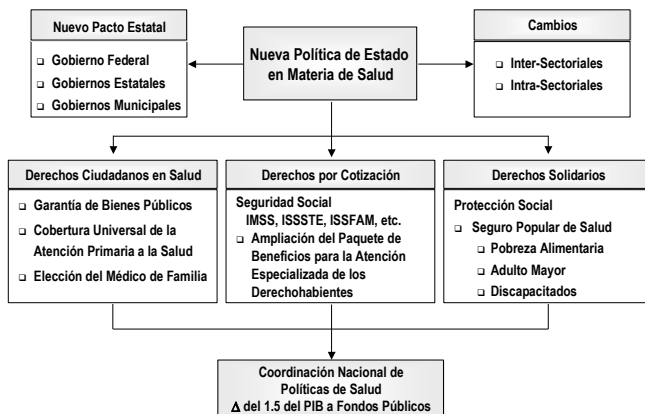 Nuevo Pacto Estatal
❑ Gobierno Federal
❑ Gobiernos Estatales
❑ Gobiernos Municipales
Nueva Política de Estado
en Materia de Salud
Cambios
❑ Inter-Sectoriales
❑ Intra-Sectoriales
Derechos Ciudadanos en Salud
❑ Garantía de Bienes Públicos
❑ Cobertura Universal de la
Atención Primaria a la Salud
❑ Elección del Médico de Familia
Derechos por Cotización
Seguridad Social
IMSS, ISSSTE, ISSFAM, etc.
❑ Ampliación del Paquete de
Beneficios para la Atención
Especializada de los
Derechohabientes
Derechos Solidarios
Protección Social
❑ Seguro Popular de Salud
❑ Pobreza Alimentaria
❑ Adulto Mayor
❑ Discapacitados
Coordinación Nacional de
Políticas de Salud
Δ del 1.5 del PIB a Fondos Públicos